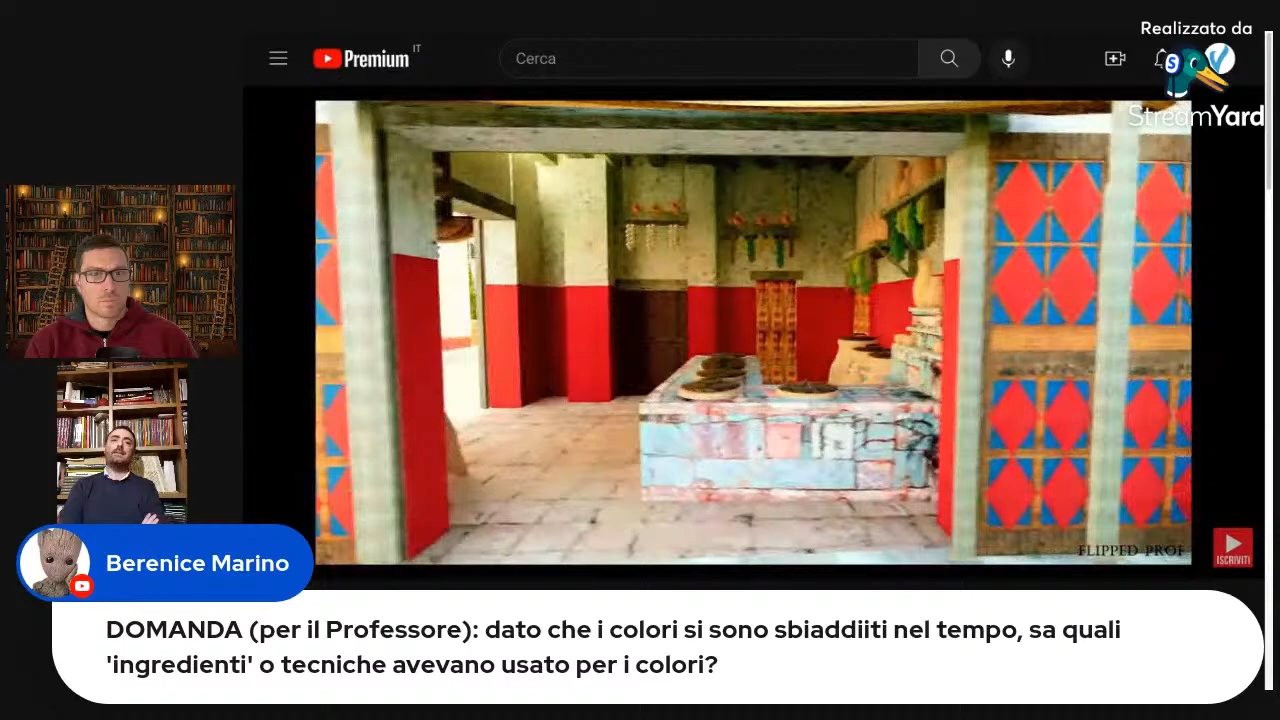 Realizzato da
StreamYard
Premium IT
Cerca
FLIPPED PROF
ISCRIVITI
Berenice Marino
DOMANDA (per il Professore): dato che i colori si sono sbiaddiiti nel tempo, sa quali
'ingredienti' o tecniche avevano usato per i colori?